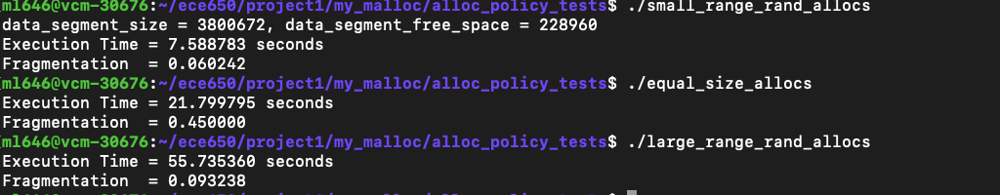 ml646@vcm-30676:~/ece650/project1/my_malloc/alloc_policy_tests$ ./small_range_rand_allocs
data_segment_size = 3800672, data_segment_free_space = 228960
Execution Time = 7.588783 seconds
Fragmentation  = 0.060242
ml646@vcm-30676:~/ece650/project1/my_malloc/alloc_policy_tests$ ./equal_size_allocs
Execution Time = 21.799795 seconds
Fragmentation  = 0.450000
ml646@vcm-30676:~/ece650/project1/my_malloc/alloc_policy_tests$ ./large_range_rand_allocs
Execution Time = 55.735360 seconds
Fragmentation  = 0.093238